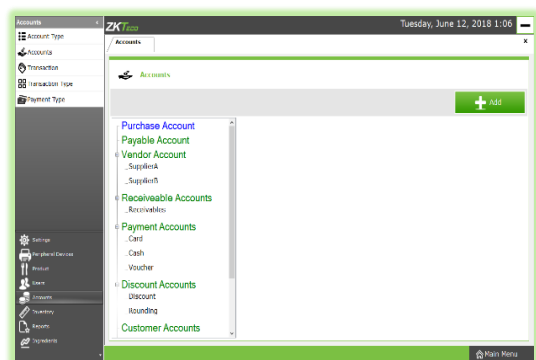 Accounts
Account Type
Accounts
Transaction
Transaction Type
Payment Type
Settings
Peripheral Devices
Product
Users
Accounts
Inventory
Reports
Ingredients
ZKTeco
Tuesday, June 12, 2018 1:06
Accounts
x
Accounts
Add
Purchase Account
Payable Account
Vendor Account
_SupplierA
_SupplierB
Receiveable Accounts
_Receivables
Payment Accounts
_Card
_Cash
Voucher
Discount Accounts
Discount
Rounding
Customer Accounts
Main Menu